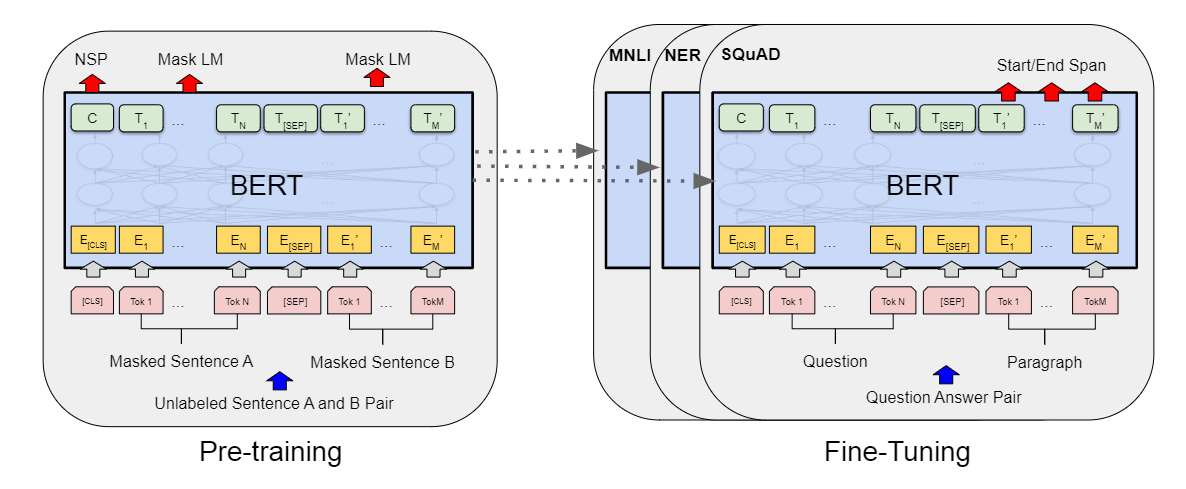 NSP Mask LM Mask LM
C T1 ... TN T[SEP] T1’ ... TM’
...
BERT
...
E[CLS] E1 ... EN E[SEP] E1’ ... EM’
[CLS] Tok 1 ... Tok N [SEP] Tok 1 ... TokM
Masked Sentence A Masked Sentence B
Unlabeled Sentence A and B Pair
Pre-training
MNLI NER SQuAD
Start/End Span
C T1 ... TN T[SEP] T1’ ... TM’
...
BERT
...
E[CLS] E1 ... EN E[SEP] E1’ ... EM’
[CLS] Tok 1 ... Tok N [SEP] Tok 1 ... TokM
Question Paragraph
Question Answer Pair
Fine-Tuning